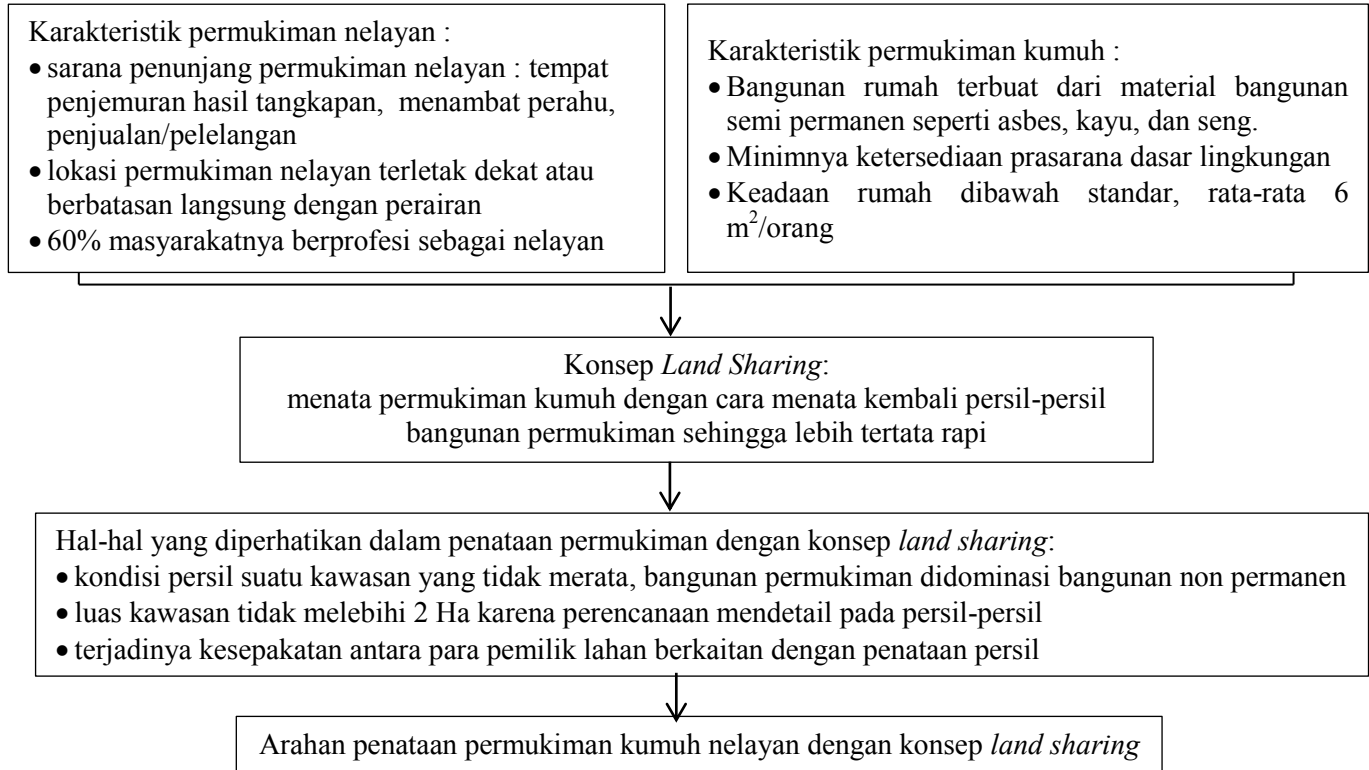 Karakteristik permukiman nelayan :
• sarana penunjang permukiman nelayan : tempat
penjemuran hasil tangkapan, menambat perahu,
penjualan/pelelangan
• lokasi permukiman nelayan terletak dekat atau
berbatasan langsung dengan perairan
• 60% masyarakatnya berprofesi sebagai nelayan
Karakteristik permukiman kumuh :
• Bangunan rumah terbuat dari material bangunan
semi permanen seperti asbes, kayu, dan seng.
• Minimnya ketersediaan prasarana dasar lingkungan
• Keadaan rumah dibawah standar, rata-rata 6
m²/orang
Konsep Land Sharing:
menata permukiman kumuh dengan cara menata kembali persil-persil
bangunan permukiman sehingga lebih tertata rapi
Hal-hal yang diperhatikan dalam penataan permukiman dengan konsep land sharing:
• kondisi persil suatu kawasan yang tidak merata, bangunan permukiman didominasi bangunan non permanen
• luas kawasan tidak melebihi 2 Ha karena perencanaan mendetail pada persil-persil
• terjadinya kesepakatan antara para pemilik lahan berkaitan dengan penataan persil
Arahan penataan permukiman kumuh nelayan dengan konsep land sharing